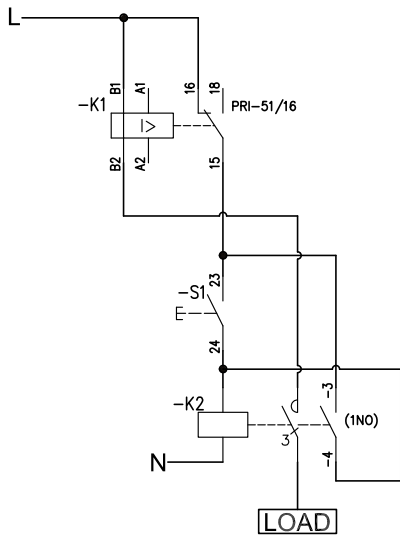 L
B1 A1 16 18
-K1 I> PRI-51/16
B2 A2 15
23
-S1
24
-K2 3 -3 (1NO)
N -4
LOAD